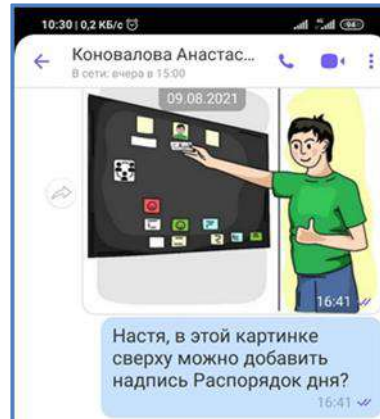 10:30 | 0,2 КБ/с
94
Коновалова Анастас...
В сети: вчера в 15:00
09.08.2021
16:41
Настя, в этой картинке
сверху можно добавить
надпись Распорядок дня?
16:41